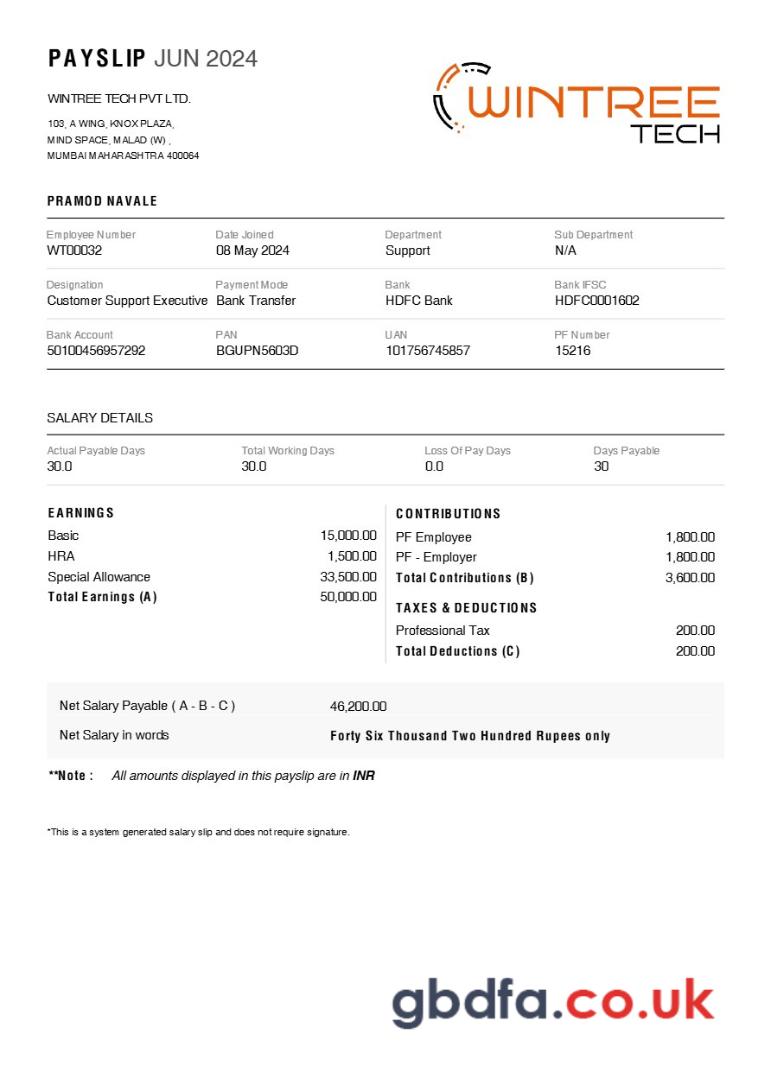 PAYSLIP JUN 2024
WINTREE TECH PVT LTD.
103, A WING, KNOX PLAZA,
MIND SPACE, MALAD (W) ,
MUMBAI MAHARASHTRA 400064
WINTREE
TECH
PRAMOD NAVALE
Employee Number Date Joined Department Sub Department
WT00032 08 May 2024 Support N/A
Designation Payment Mode Bank Bank IFSC
Customer Support Executive Bank Transfer HDFC Bank HDFC0001602
Bank Account PAN UAN PF Number
50100456957292 BGUPN5603D 101756745857 15216
SALARY DETAILS
Actual Payable Days Total Working Days Loss Of Pay Days Days Payable
30.0 30.0 0.0 30
EARNINGS
Basic 15,000.00
HRA 1,500.00
Special Allowance 33,500.00
Total Earnings (A) 50,000.00
CONTRIBUTIONS
PF Employee 1,800.00
PF - Employer 1,800.00
Total Contributions (B) 3,600.00
TAXES & DEDUCTIONS
Professional Tax 200.00
Total Deductions (C) 200.00
Net Salary Payable ( A - B - C ) 46,200.00
Net Salary in words Forty Six Thousand Two Hundred Rupees only
**Note : All amounts displayed in this payslip are in INR
*This is a system generated salary slip and does not require signature.
gbdfa.co.uk